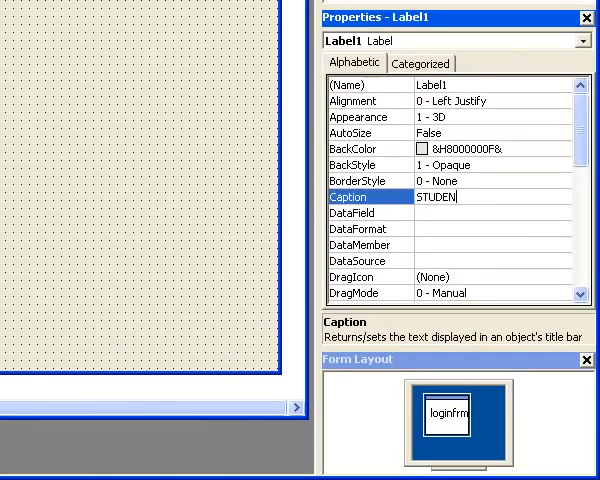 Properties - Label1
Label1 Label
Alphabetic Categorized
(Name) Label1
Alignment 0 - Left Justify
Appearance 1 - 3D
AutoSize False
BackColor &H8000000F&
BackStyle 1 - Opaque
BorderStyle 0 - None
Caption STUDEN
DataField
DataFormat
DataMember
DataSource
DragIcon (None)
DragMode 0 - Manual
Caption
Returns/sets the text displayed in an object's title bar
Form Layout
loginfrm